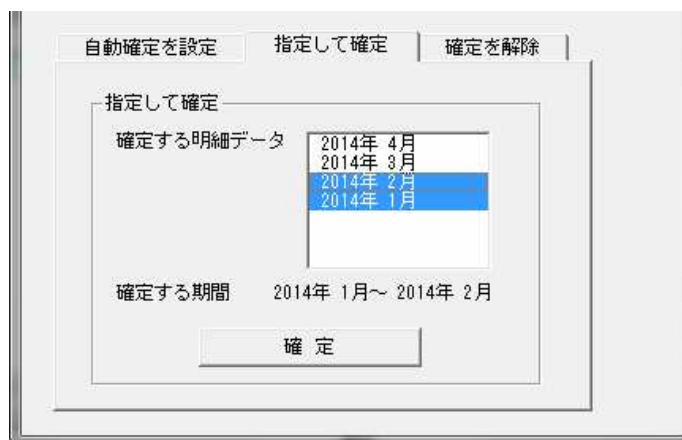 自動確定を設定 指定して確定 確定を解除
指定して確定
確定する明細データ
2014年 4月
2014年 3月
2014年 2月
2014年 1月
確定する期間 2014年 1月～ 2014年 2月
確 定